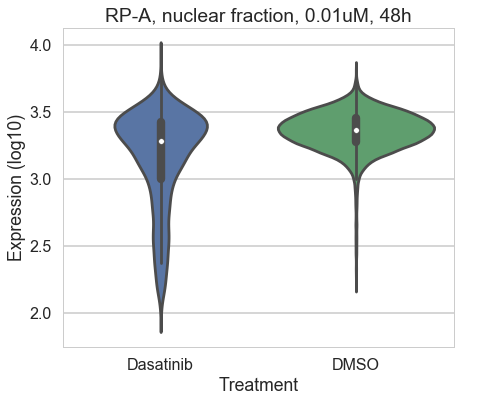 RP-A, nuclear fraction, 0.01uM, 48h
4.0
3.5
3.0
2.5
2.0
Expression (log10)
Dasatinib
DMSO
Treatment